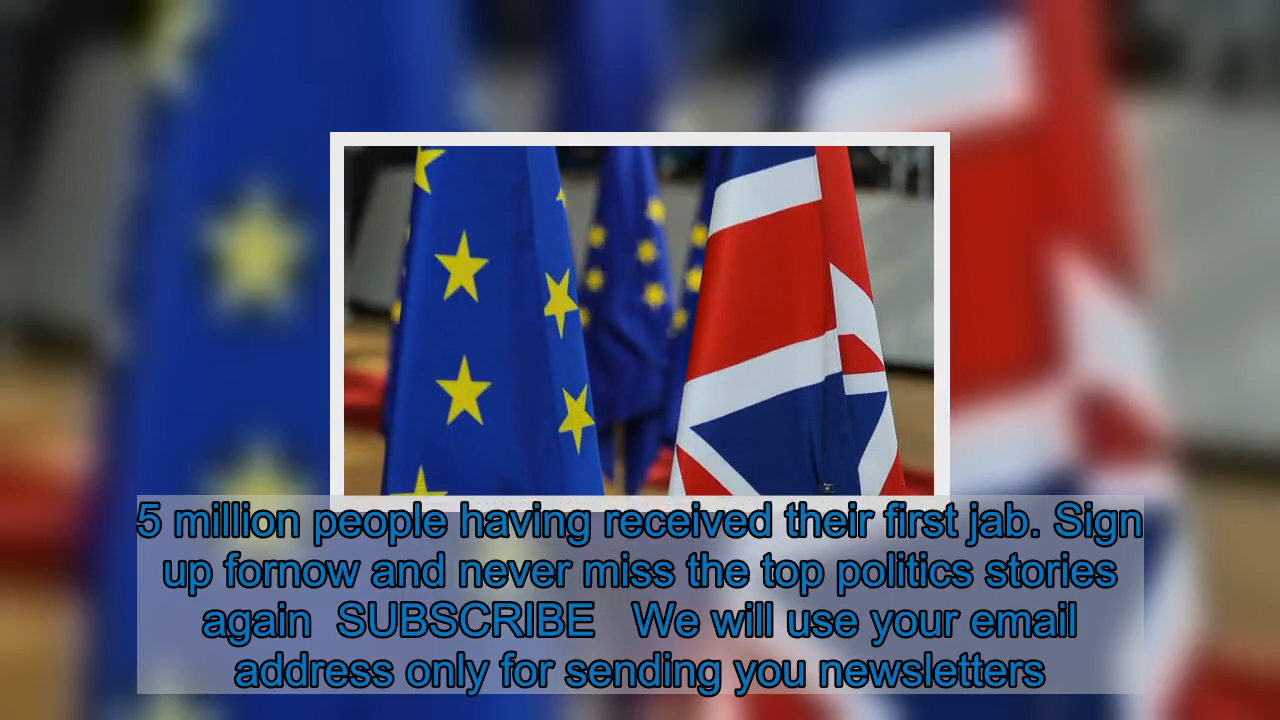 5 million people having received their first jab. Sign
up fornow and never miss the top politics stories
again  SUBSCRIBE   We will use your email
address only for sending you newsletters